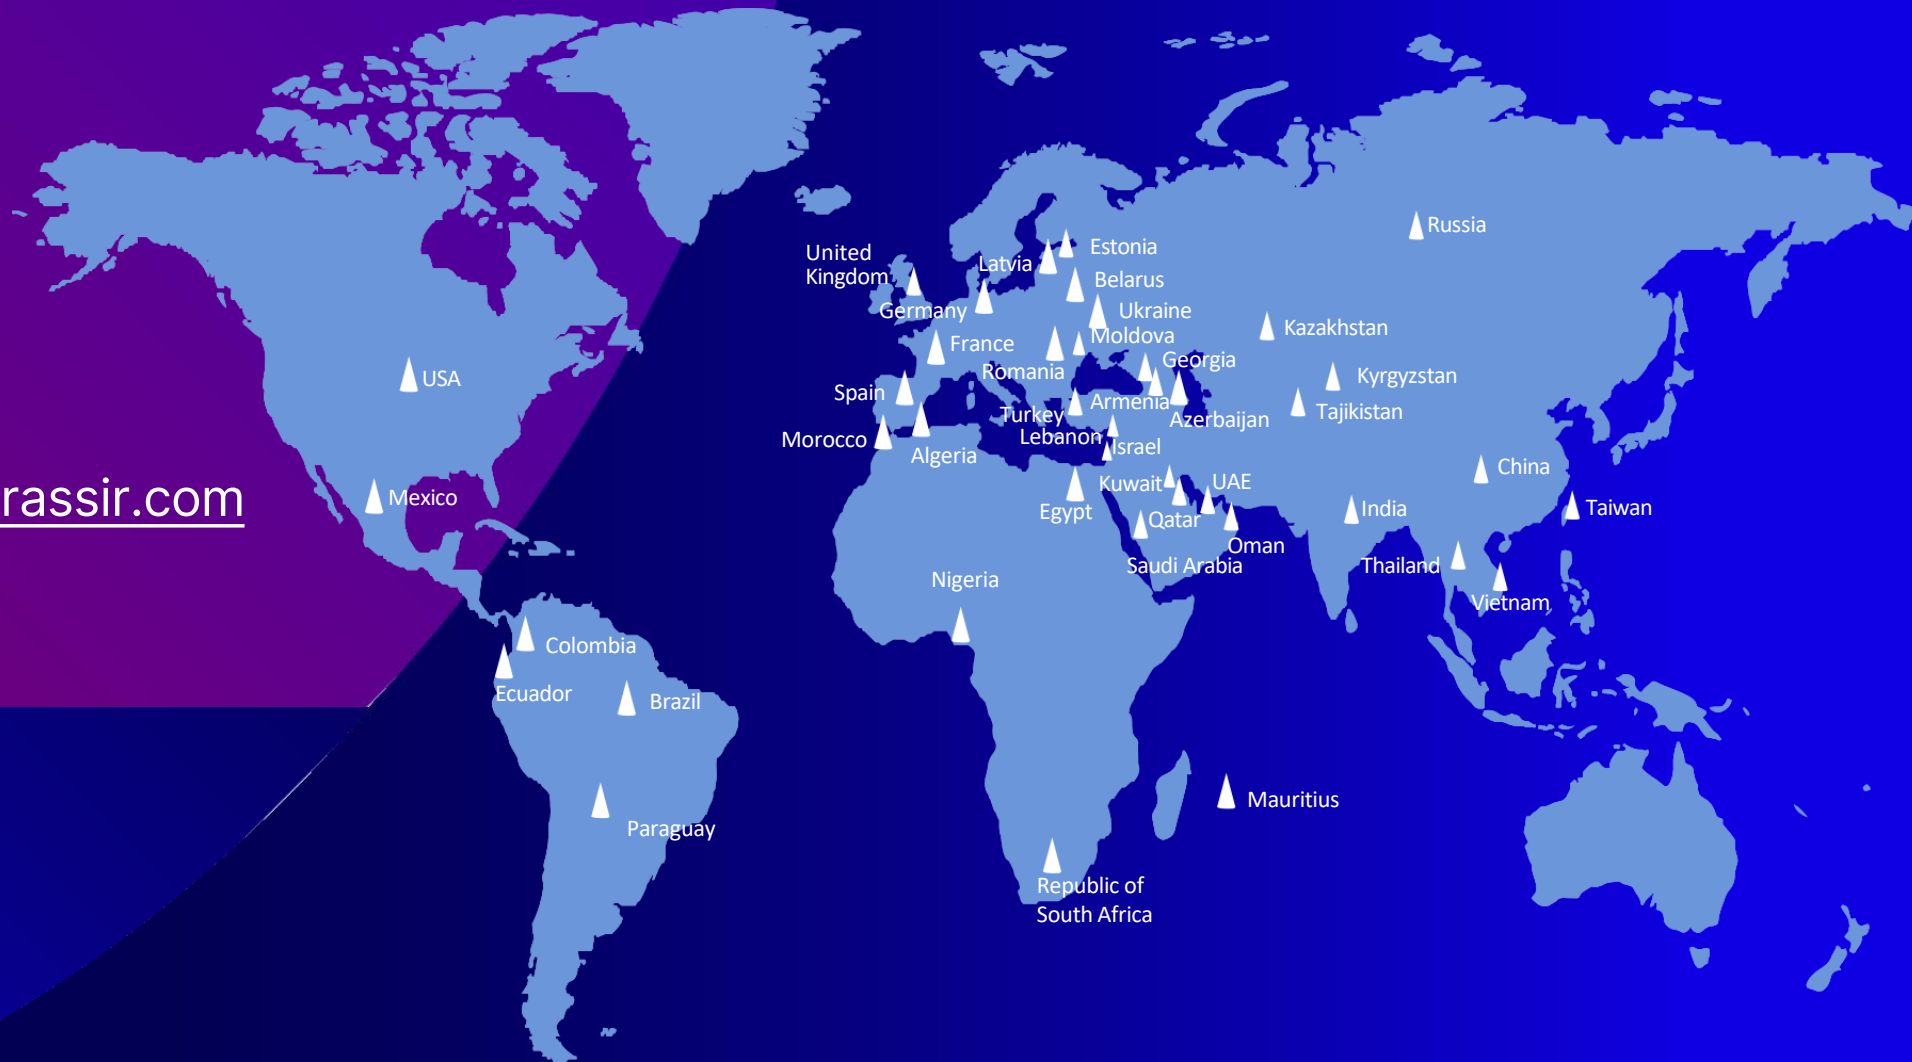 rassir.com
USA
Mexico
Colombia
Ecuador
Brazil
Paraguay
United
Kingdom
Latvia
Estonia
Belarus
Germany
Ukraine
Moldova
France
Romania
Georgia
Spain
Turkey
Armenia
Azerbaijan
Morocco
Algeria
Lebanon
Israel
Kuwait
UAE
Egypt
Qatar
Oman
Saudi Arabia
Nigeria
Mauritius
Republic of
South Africa
Russia
Kazakhstan
Kyrgyzstan
Tajikistan
China
India
Taiwan
Thailand
Vietnam